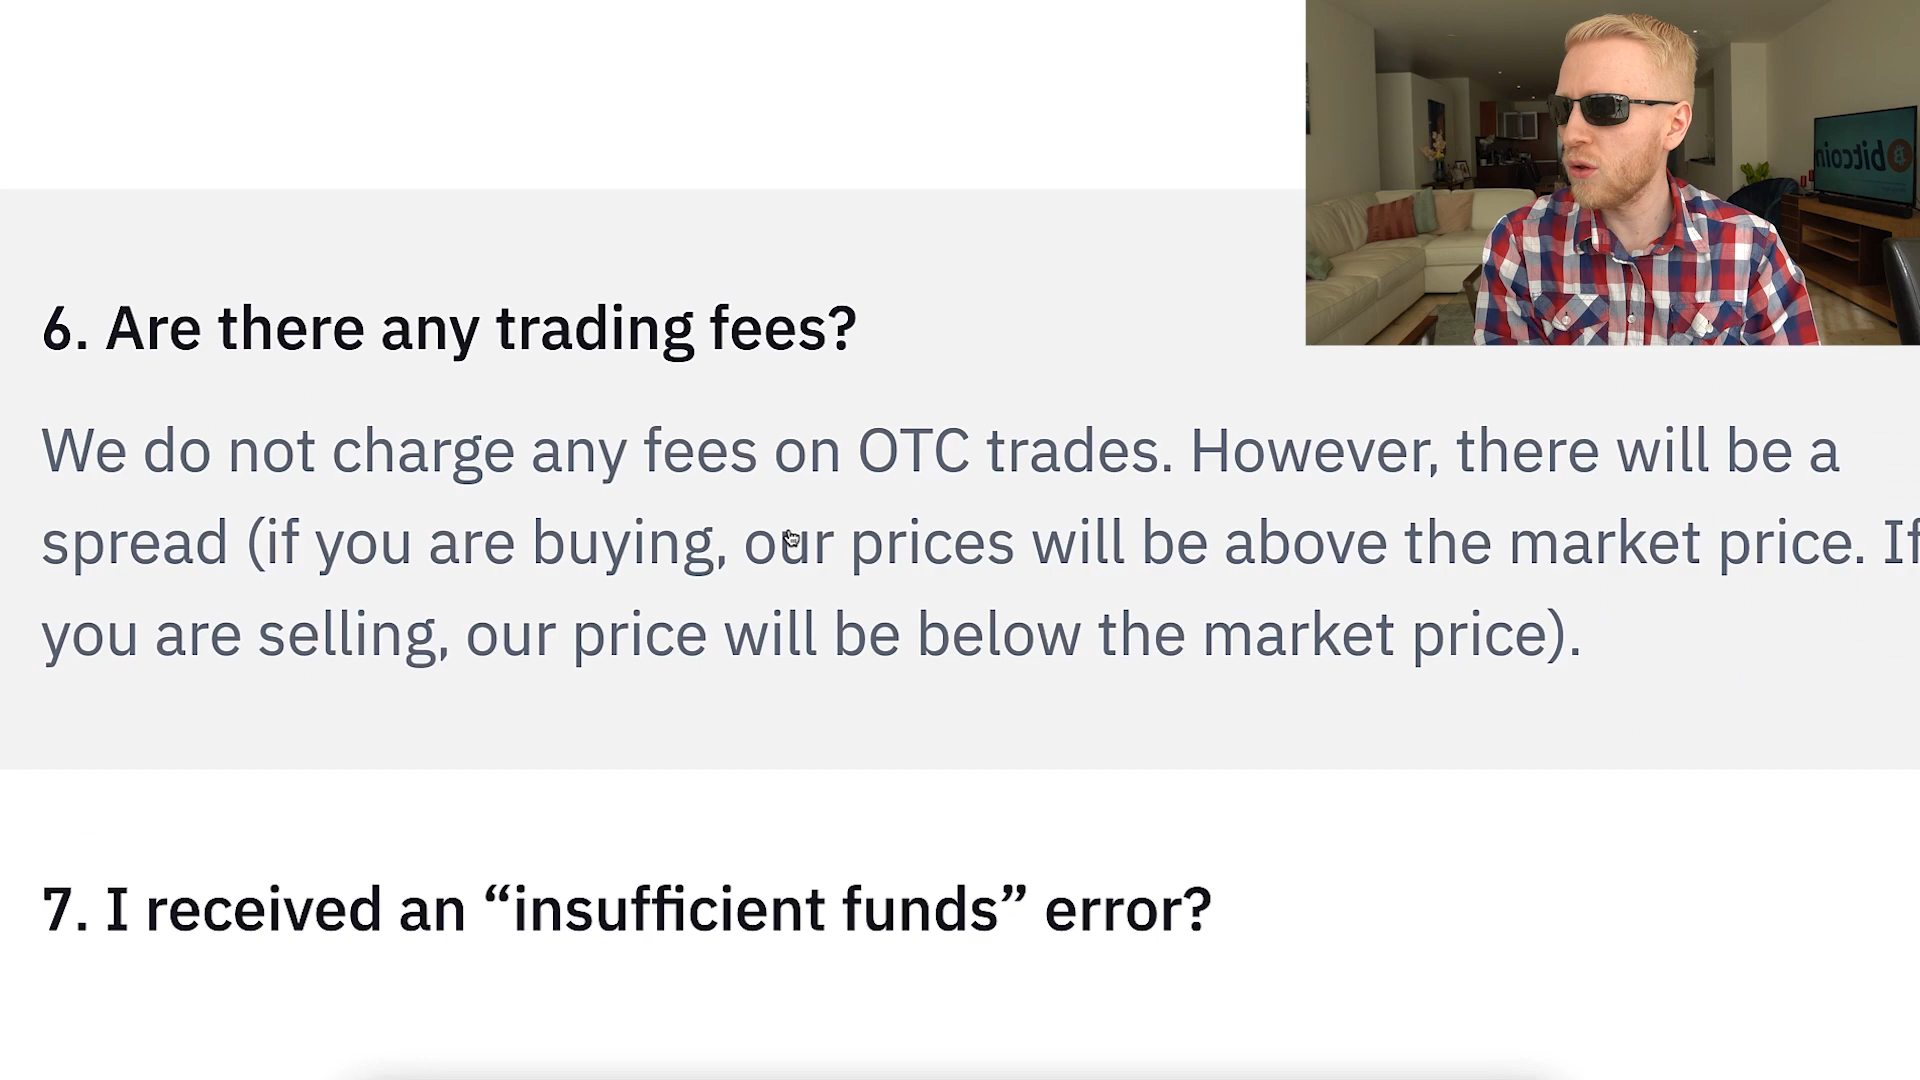 bitcoin
6. Are there any trading fees?
We do not charge any fees on OTC trades. However, there will be a
spread (if you are buying, our prices will be above the market price. If
you are selling, our price will be below the market price).
7. I received an “insufficient funds” error?